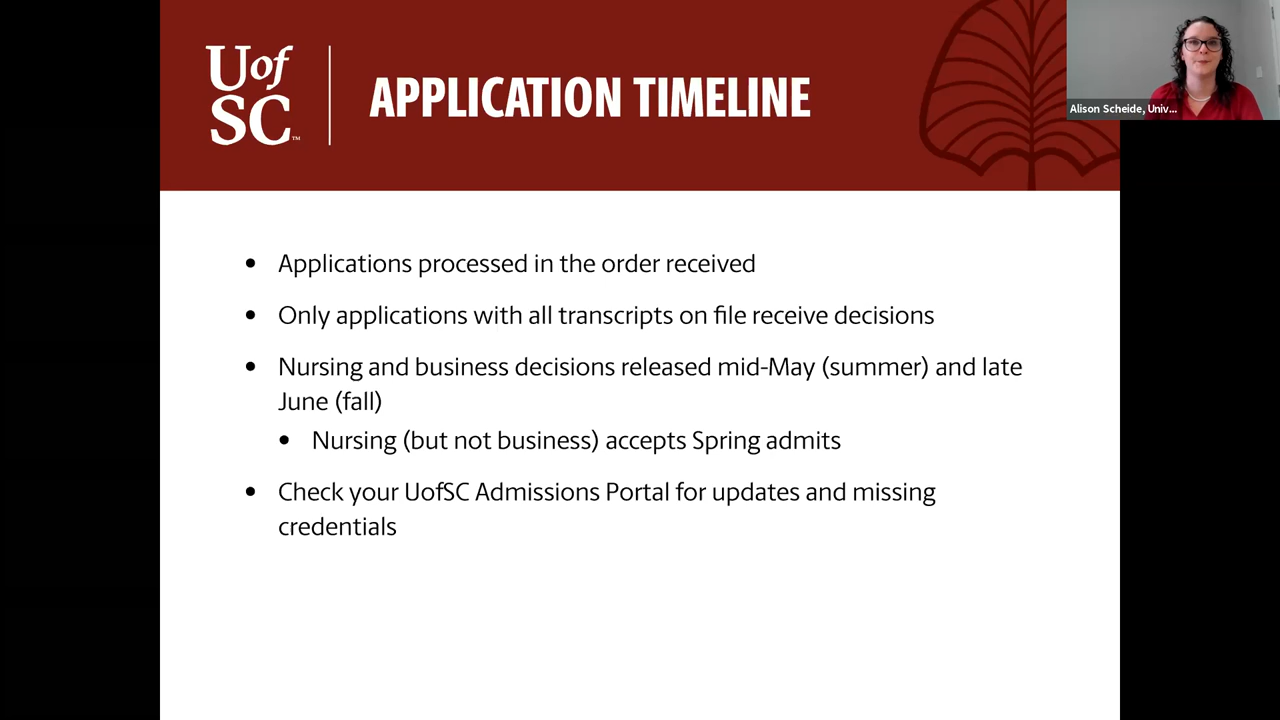 UofSC™
APPLICATION TIMELINE
Alison Scheide, Univ...
• Applications processed in the order received
• Only applications with all transcripts on file receive decisions
• Nursing and business decisions released mid-May (summer) and late
June (fall)
• Nursing (but not business) accepts Spring admits
• Check your UofSC Admissions Portal for updates and missing
credentials